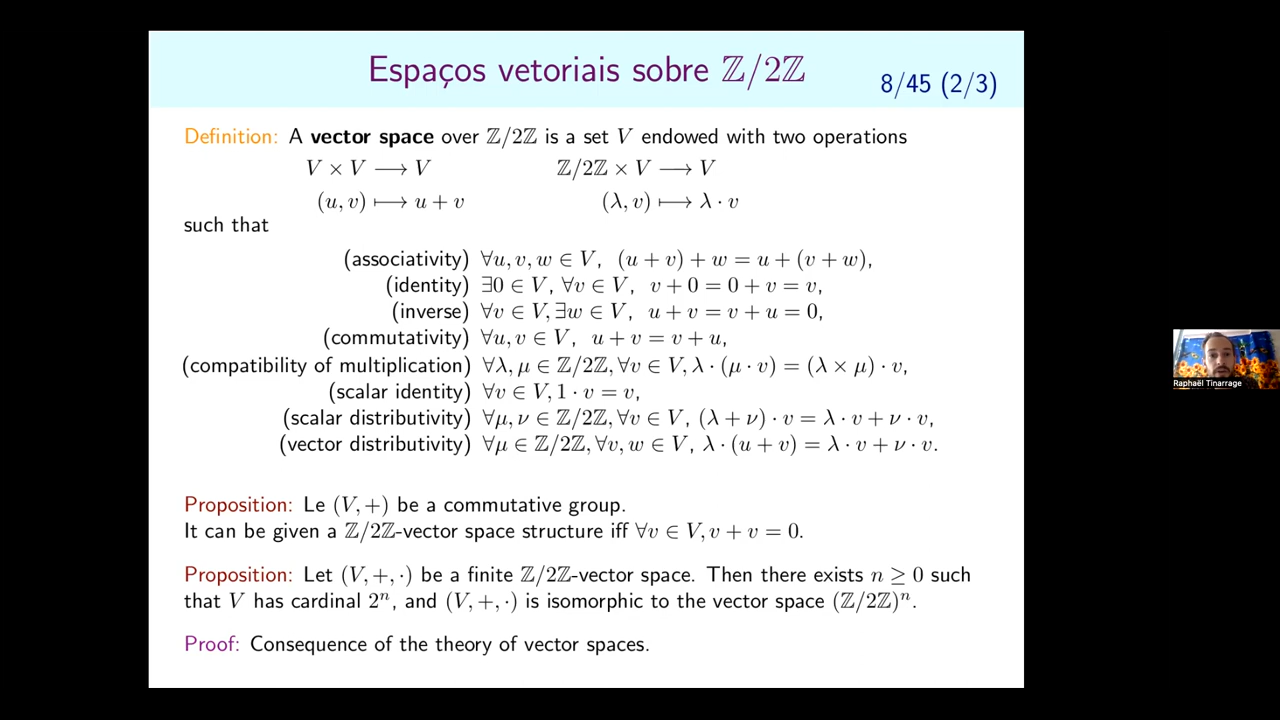 Espaços vetoriais sobre ℤ/2ℤ
8/45 (2/3)
Definition: A vector space over ℤ/2ℤ is a set V endowed with two operations
V × V ⟶ V    ℤ/2ℤ × V ⟶ V
(u, v) ⟼ u + v    (λ, v) ⟼ λ · v
such that
(associativity) ∀u, v, w ∈ V, (u + v) + w = u + (v + w),
(identity) ∃0 ∈ V, ∀v ∈ V, v + 0 = 0 + v = v,
(inverse) ∀v ∈ V, ∃w ∈ V, u + v = v + u = 0,
(commutativity) ∀u, v ∈ V, u + v = v + u,
(compatibility of multiplication) ∀λ, μ ∈ ℤ/2ℤ, ∀v ∈ V, λ · (μ · v) = (λ × μ) · v,
(scalar identity) ∀v ∈ V, 1 · v = v,
(scalar distributivity) ∀μ, ν ∈ ℤ/2ℤ, ∀v ∈ V, (λ + ν) · v = λ · v + ν · v,
(vector distributivity) ∀μ ∈ ℤ/2ℤ, ∀v, w ∈ V, λ · (u + v) = λ · v + ν · v.
Proposition: Le (V, +) be a commutative group.
It can be given a ℤ/2ℤ-vector space structure iff ∀v ∈ V, v + v = 0.
Proposition: Let (V, +, ·) be a finite ℤ/2ℤ-vector space. Then there exists n ≥ 0 such
that V has cardinal 2ⁿ, and (V, +, ·) is isomorphic to the vector space (ℤ/2ℤ)ⁿ.
Proof: Consequence of the theory of vector spaces.
Raphaël Tinarrage